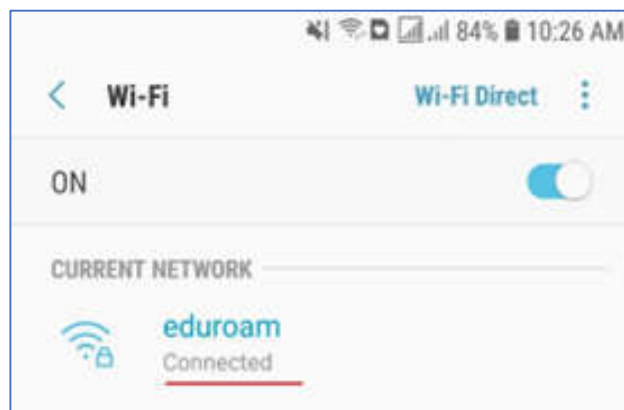 84% 10:26 AM
Wi-Fi Wi-Fi Direct
ON
CURRENT NETWORK
eduroam
Connected